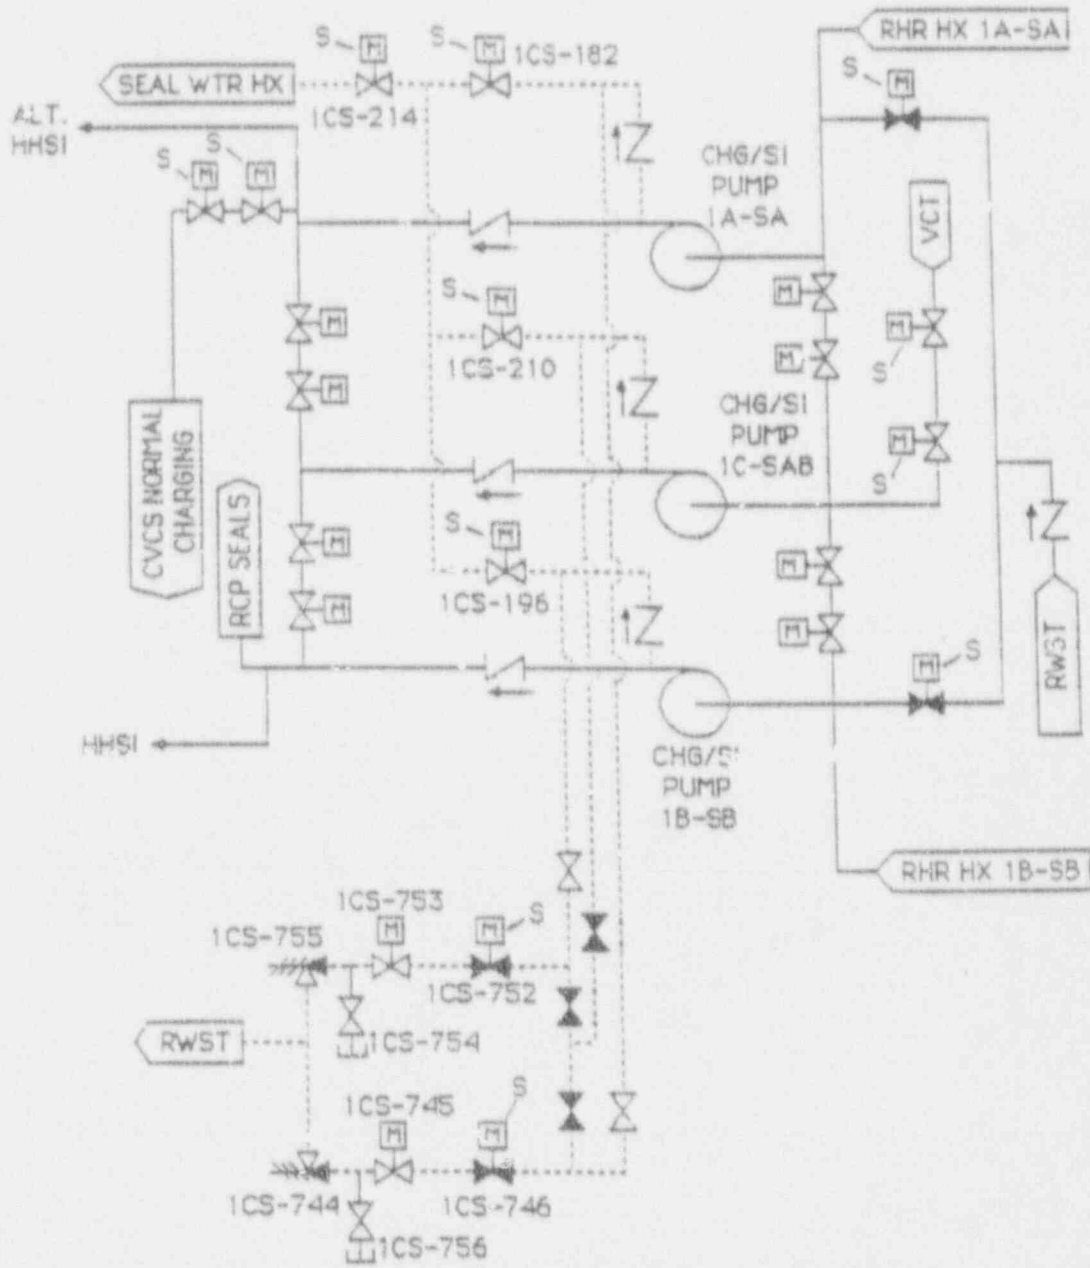 RHR HX 1A-SA
S
M
S
M
1CS-182
S
M
SEAL WTR HX
1CS-214
ALT.
HHSI
S
M
S
M
CHG/SI
PUMP
1A-SA
VCT
M
M
S
M
1CS-210
M
M
S
M
M
CHG/SI
PUMP
1C-SAB
M
S
CVCS NORMAL
CHARGING
RCP SEALS
M
S
M
1CS-196
M
M
M
RWST
S
M
HHSI
CHG/SI
PUMP
1B-SB
RHR HX 1B-SB
1CS-753
M
S
M
1CS-755
1CS-752
1CS-754
RWST
1CS-745
M
S
M
1CS-744
1CS-746
1CS-756